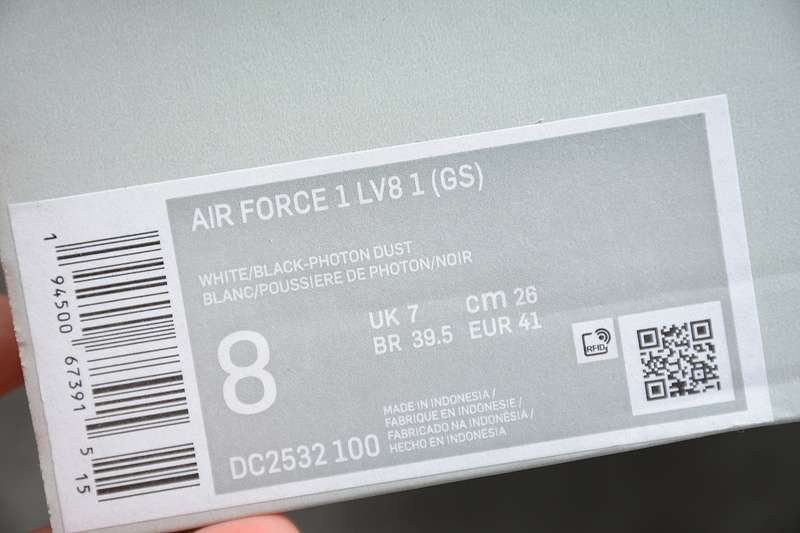 AIR FORCE 1 LV8 1 (GS)
WHITE/BLACK-PHOTON DUST
BLANC/POUSSIERE DE PHOTON/NOIR
8
UK 7 cm 26
BR 39.5 EUR 41
RFID
DC2532 100
MADE IN INDONESIA /
FABRIQUE EN INDONESIE /
FABRICADO NA INDONÉSIA /
HECHO EN INDONESIA
1 94500 67391 5 15